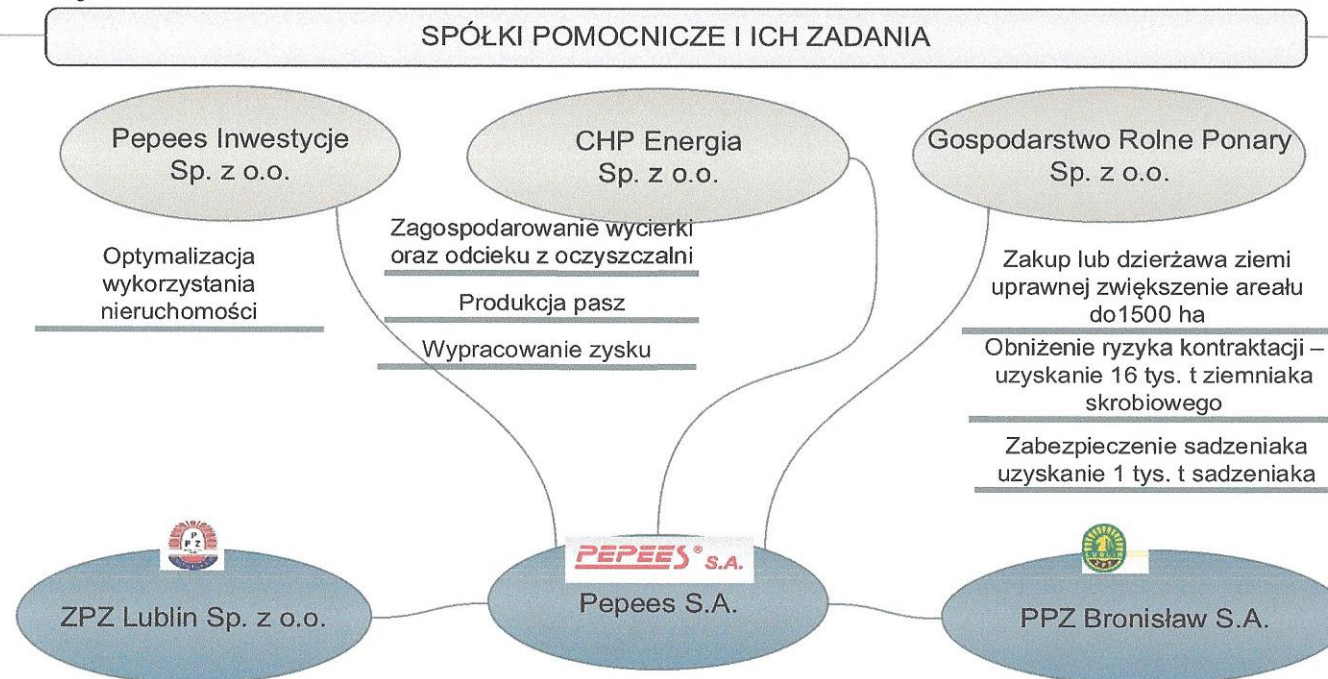 SPÓŁKI POMOCNICZE I ICH ZADANIA
Pepees Inwestycje
Sp. z o.o.
CHP Energia
Sp. z o.o.
Gospodarstwo Rolne Ponary
Sp. z o.o.
Optymalizacja
wykorzystania
nieruchomości
Zagospodarowanie wycierki
oraz odcieku z oczyszczalni
Produkcja pasz
Wypracowanie zysku
Zakup lub dzierżawa ziemi
uprawnej zwiększenie areału
do1500 ha
Obniżenie ryzyka kontraktacji –
uzyskanie 16 tys. t ziemniaka
skrobiowego
Zabezpieczenie sadzeniaka
uzyskanie 1 tys. t sadzeniaka
P
P Z
ZPZ Lublin Sp. z o.o.
PEPEES® S.A.
Pepees S.A.
PPZ Bronisław S.A.